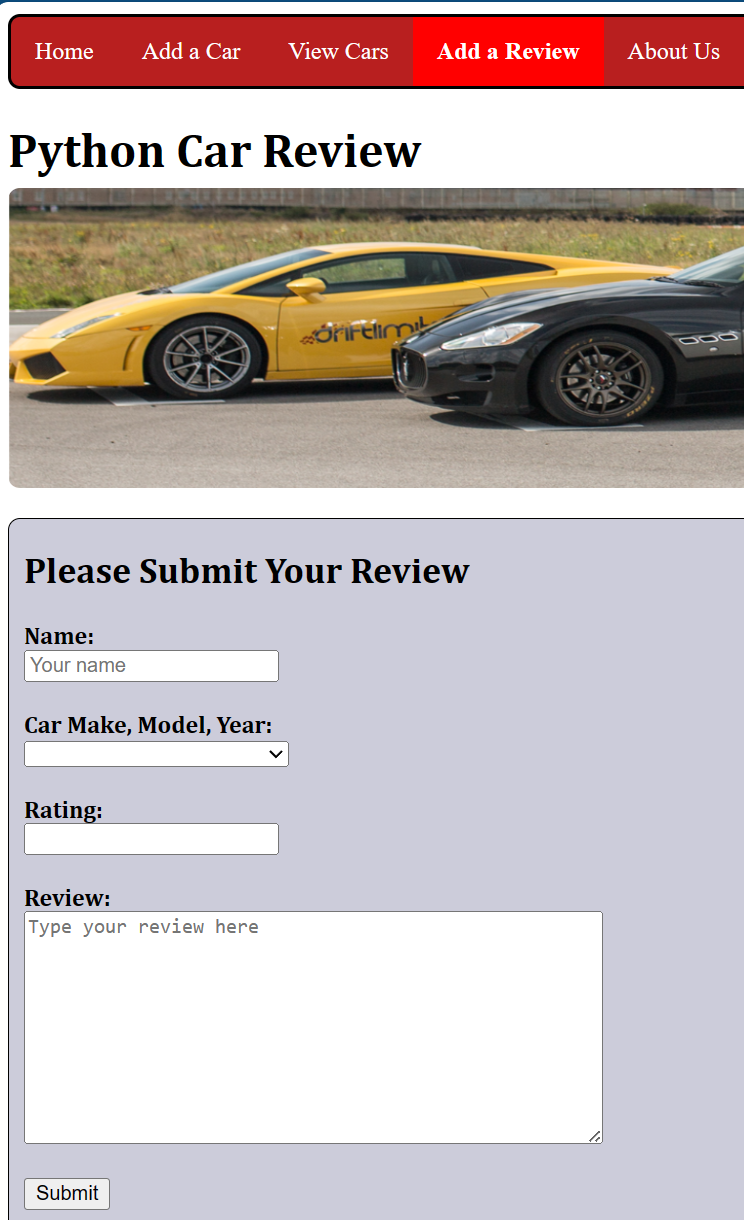 Home Add a Car View Cars Add a Review About Us
Python Car Review
driftlimit
Please Submit Your Review
Name:
Your name
Car Make, Model, Year:
Rating:
Review:
Type your review here
Submit